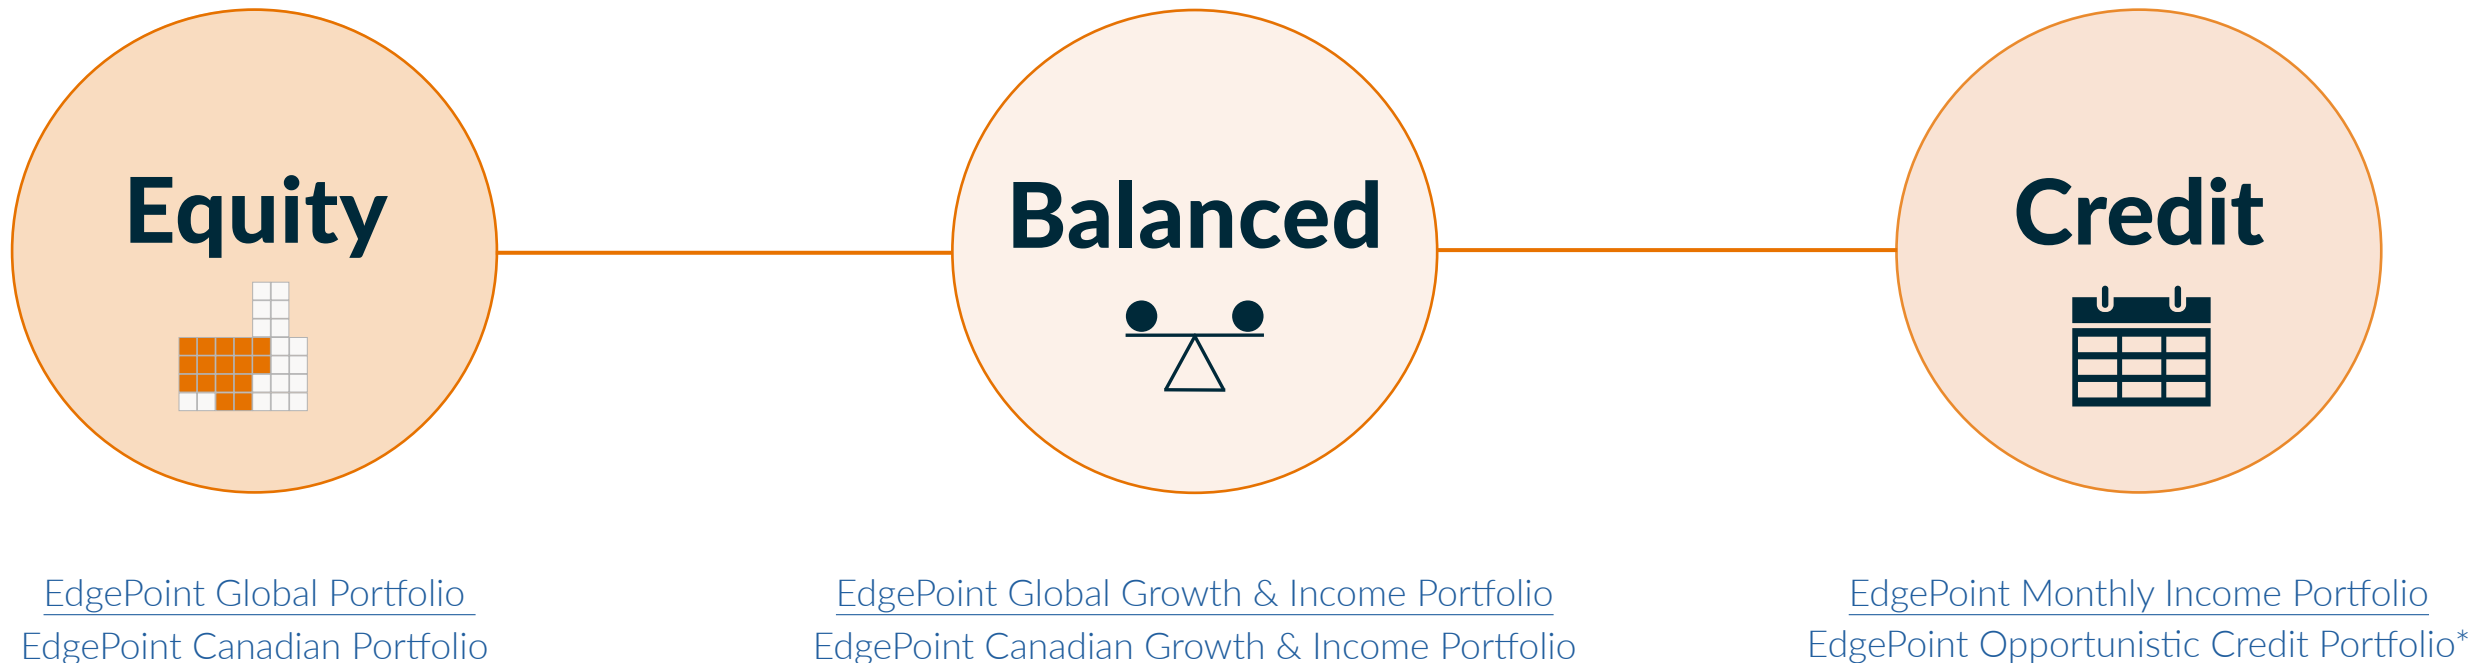 Equity
Balanced
Credit
EdgePoint Global Portfolio
EdgePoint Canadian Portfolio
EdgePoint Global Growth & Income Portfolio
EdgePoint Canadian Growth & Income Portfolio
EdgePoint Monthly Income Portfolio
EdgePoint Opportunistic Credit Portfolio*